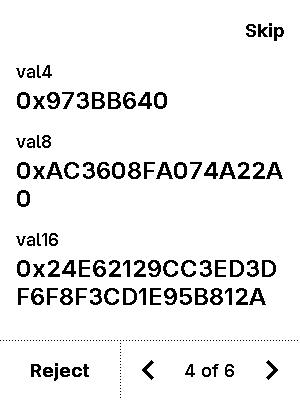 Skip
val4
0x973BB640
val8
0xAC3608FA074A22A
0
val16
0x24E62129CC3ED3D
F6F8F3CD1E95B812A
Reject
4 of 6